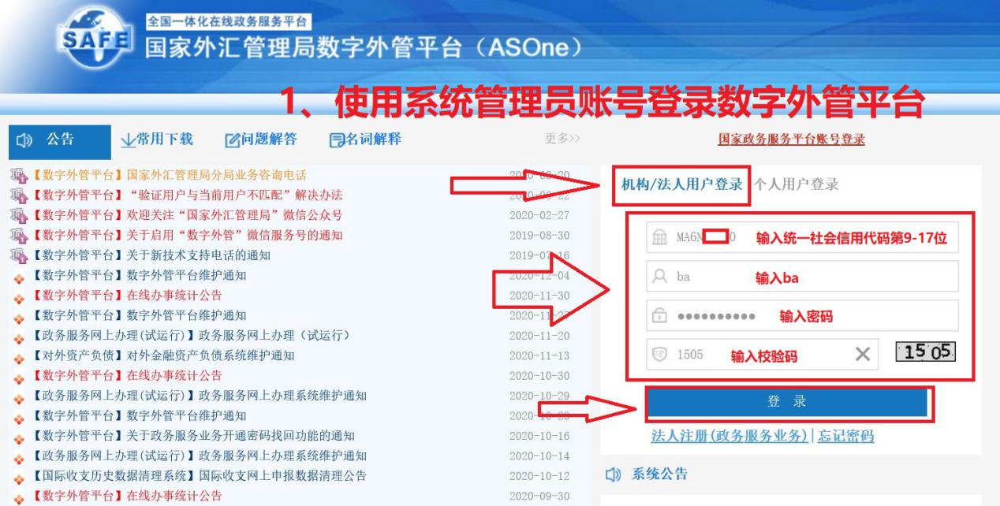 SAFE
全国一体化在线政务服务平台
国家外汇管理局数字外管平台（ASOne）
1、使用系统管理员账号登录数字外管平台
公告 常用下载 问题解答 名词解释 更多>> 国家政务服务平台账号登录
【数字外管平台】国家外汇管理局分局业务咨询电话
【数字外管平台】“验证用户与当前用户不匹配”解决办法
【数字外管平台】欢迎关注“国家外汇管理局”微信公众号 2020-02-27
【数字外管平台】关于启用“数字外管”微信服务号的通知 2019-08-30
【数字外管平台】关于新技术支持电话的通知 2019-07-16
【数字外管平台】数字外管平台维护通知 2020-12-04
【数字外管平台】在线办事统计公告 2020-11-30
【数字外管平台】数字外管平台维护通知 2020-11-27
【政务服务网上办理(试运行)】政务服务网上办理（试运行） 2020-11-20
【对外资产负债】对外金融资产负债系统维护通知 2020-11-13
【数字外管平台】在线办事统计公告 2020-10-30
【政务服务网上办理(试运行)】政务服务网上办理系统维护通知 2020-10-29
【数字外管平台】数字外管平台维护通知
【数字外管平台】关于政务服务业务开通密码找回功能的通知 2020-10-16
【政务服务网上办理(试运行)】政务服务网上办理系统维护通知 2020-10-14
【国际收支历史数据清理系统】国际收支网上申报数据清理公告 2020-10-12
【数字外管平台】在线办事统计公告 2020-09-30
机构/法人用户登录 个人用户登录
MA6N 0 输入统一社会信用代码第9-17位
ba 输入ba
输入密码
1505 输入校验码 1505
登 录
法人注册(政务服务业务)|忘记密码
系统公告